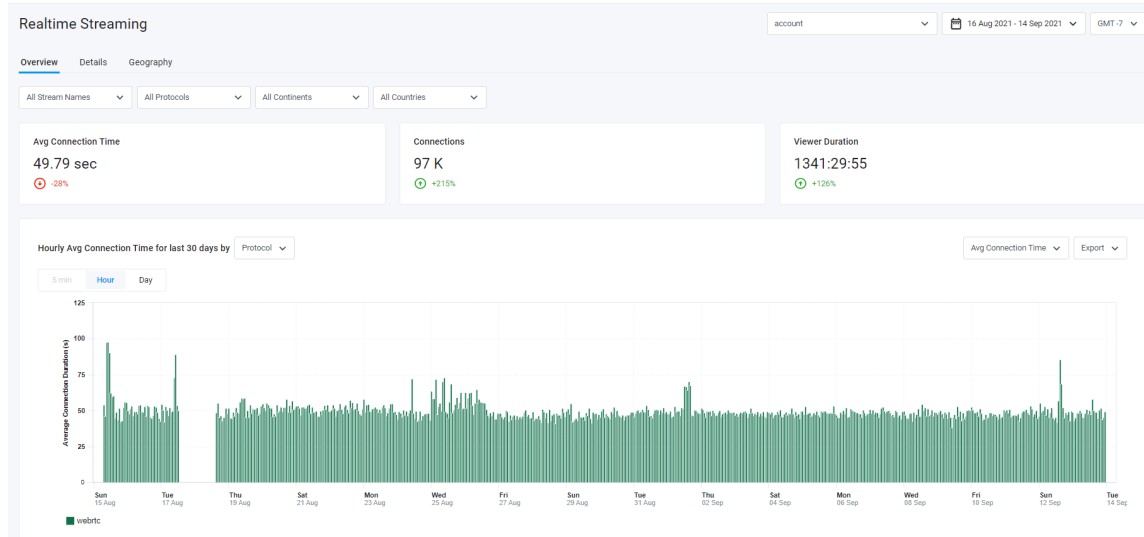 Realtime Streaming
account
16 Aug 2021 - 14 Sep 2021
GMT -7
Overview Details Geography
All Stream Names All Protocols All Continents All Countries
Avg Connection Time Connections Viewer Duration
49.79 sec 97 K 1341:29:55
-28% +215% +126%
Hourly Avg Connection Time for last 30 days by Protocol Avg Connection Time Export
5 min Hour Day
Average Connection Duration (s)
125
100
75
50
25
0
Sun Tue Thu Sat Mon Wed Fri Sun Tue Thu Sat Mon Wed Fri Sun Tue
15 Aug 17 Aug 19 Aug 21 Aug 23 Aug 25 Aug 27 Aug 29 Aug 31 Aug 02 Sep 04 Sep 06 Sep 08 Sep 10 Sep 12 Sep 14 Sep
webrtc